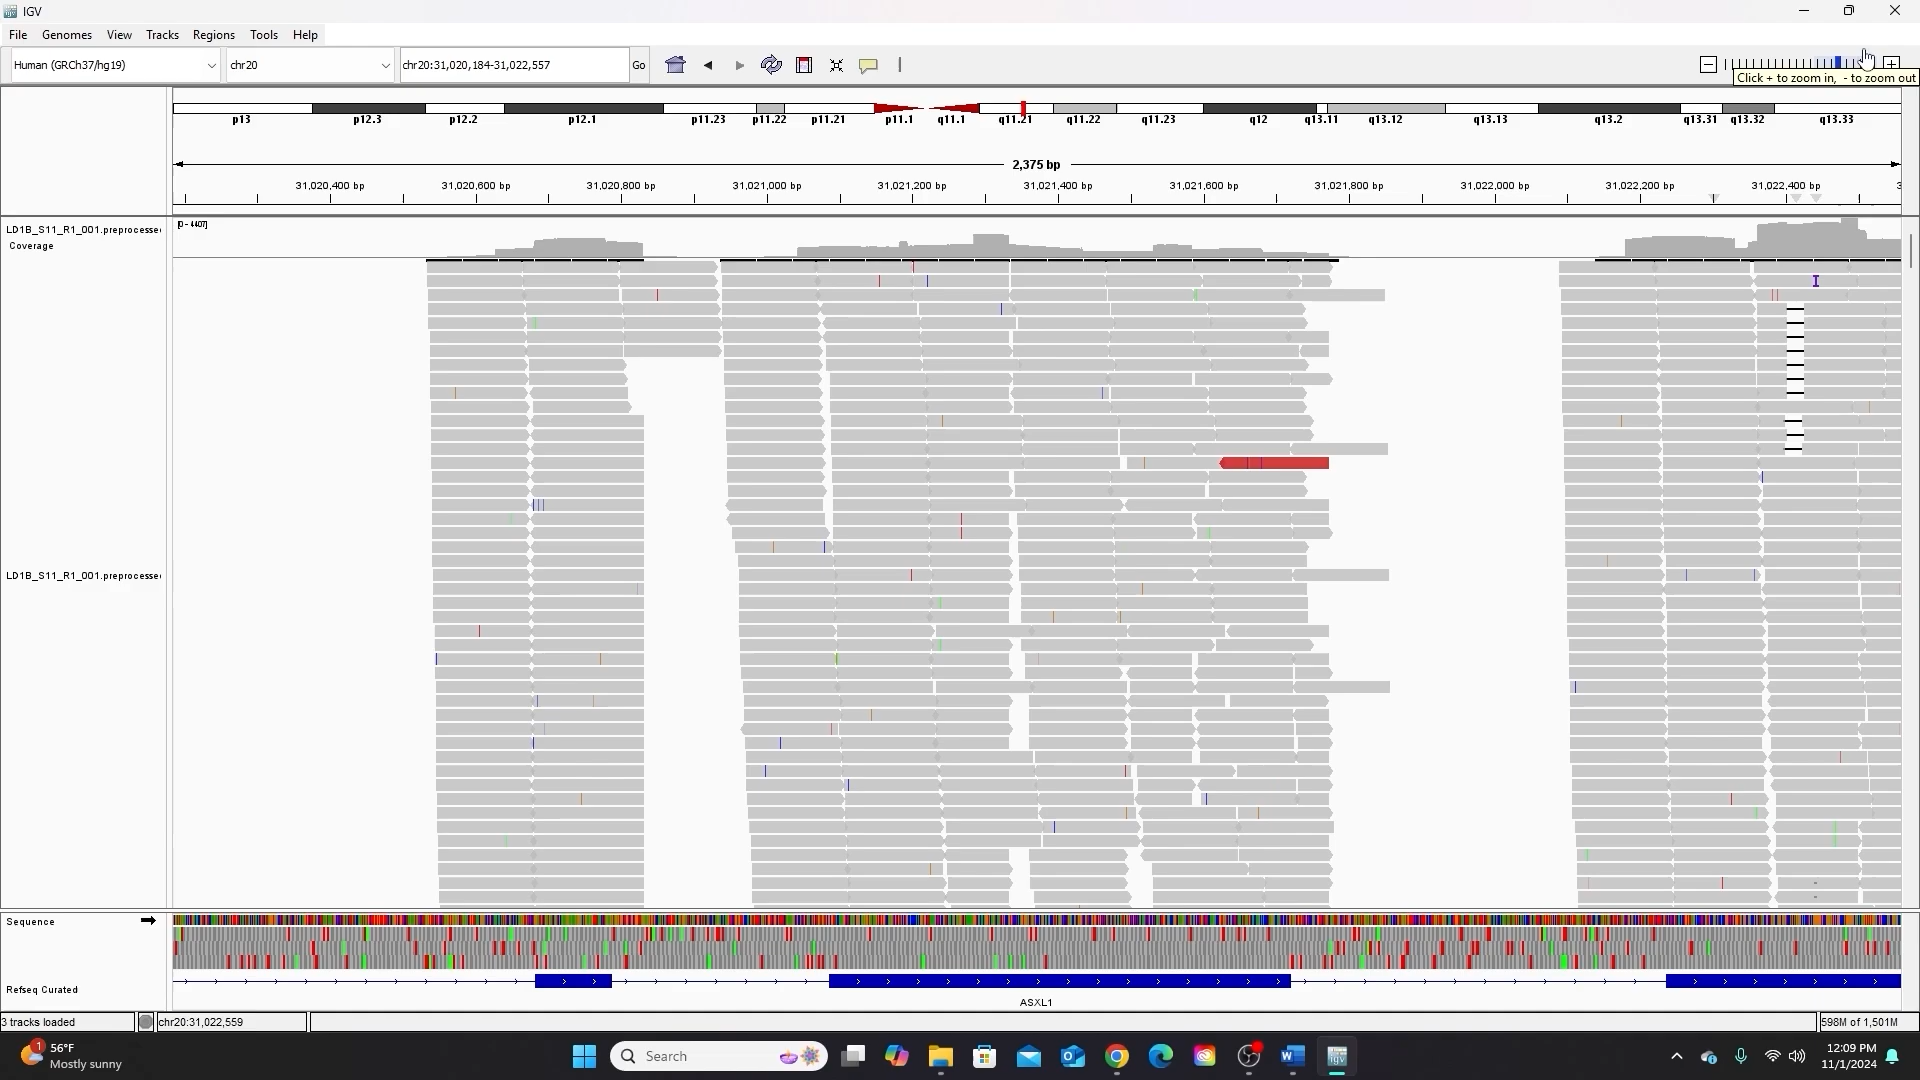 IGV
File Genomes View Tracks Regions Tools Help
Human (GRCh37/hg19) chr20 chr20:31,020,184-31,022,557 Go
Click + to zoom in, - to zoom out
p13 p12.3 p12.2 p12.1 p11.23 p11.22 p11.21 p11.1 q11.1 q11.21 q11.22 q11.23 q12 q13.11 q13.12 q13.13 q13.2 q13.31 q13.32 q13.33
2,375 bp
31,020,400 bp 31,020,600 bp 31,020,800 bp 31,021,000 bp 31,021,200 bp 31,021,400 bp 31,021,600 bp 31,021,800 bp 31,022,000 bp 31,022,200 bp 31,022,400 bp 3
[0 - 4407]
LD1B_S11_R1_001.preprocesse
Coverage
LD1B_S11_R1_001.preprocesse
Sequence
Refseq Curated
ASXL1
3 tracks loaded chr20:31,022,559 598M of 1,501M
1
56°F
Mostly sunny
Search
12:09 PM
11/1/2024